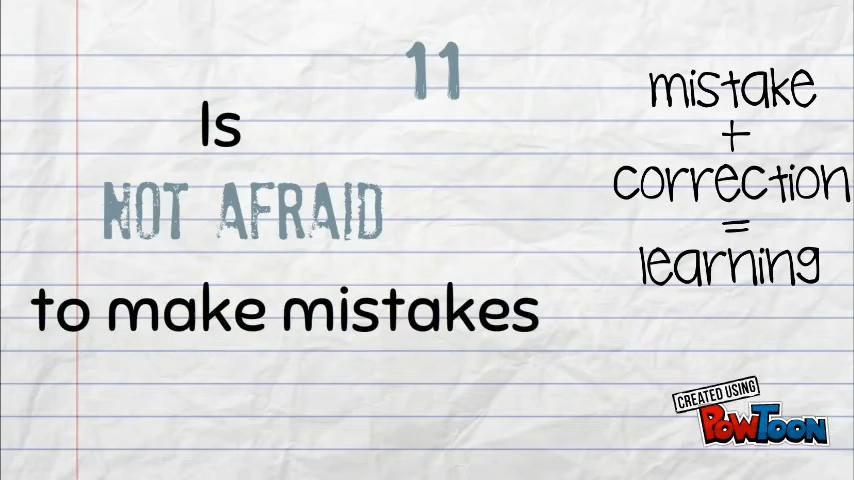 11
Is
NOT AFRAID
to make mistakes
mistake
+
correction
=
learning
CREATED USING
POWTOON